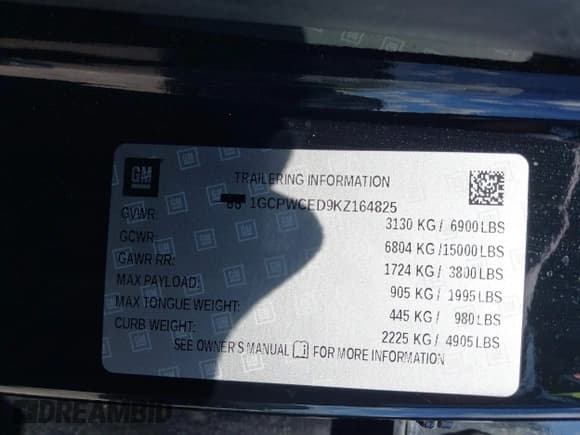 GM
TRAILERING INFORMATION
1GCPWCED9KZ164825
GVWR: 3130 KG / 6900 LBS
GCWR: 6804 KG /15000 LBS
GAWR RR: 1724 KG / 3800 LBS
MAX PAYLOAD: 905 KG / 1995 LBS
MAX TONGUE WEIGHT: 445 KG / 980 LBS
CURB WEIGHT: 2225 KG / 4905 LBS
SEE OWNER'S MANUAL FOR MORE INFORMATION
DREAMBID